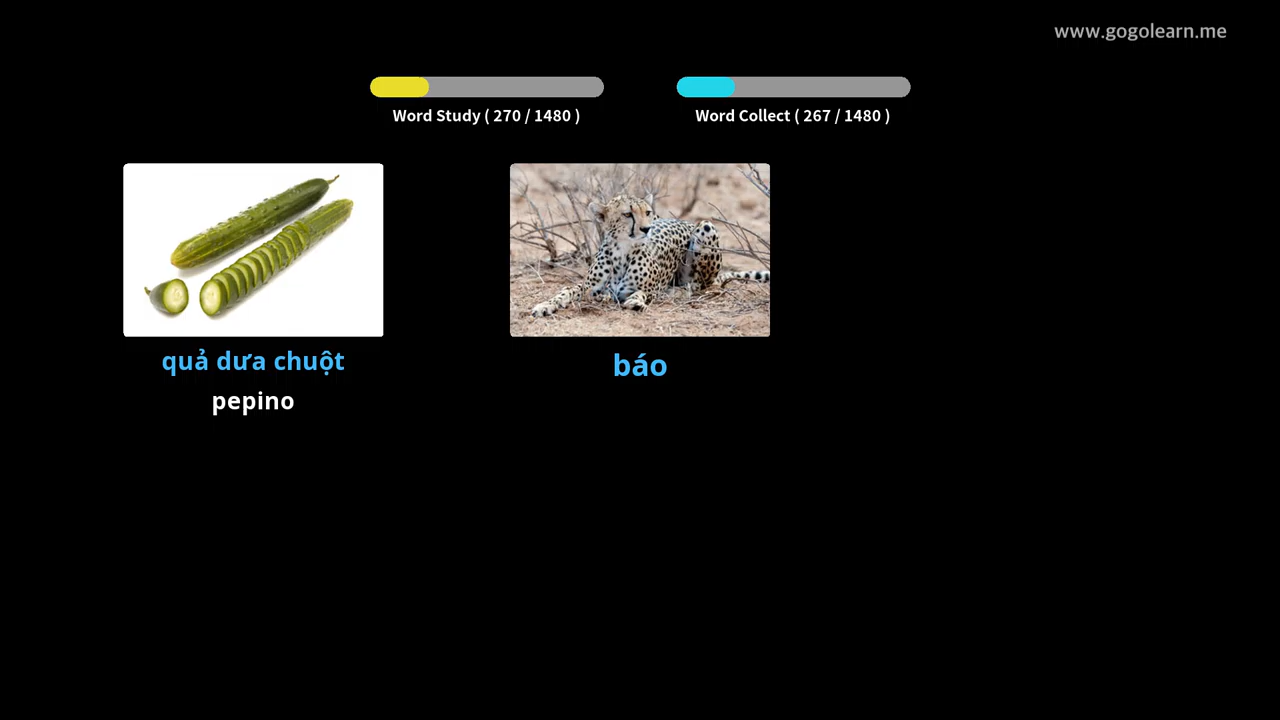 www.gogolearn.me
Word Study ( 270 / 1480 )
Word Collect ( 267 / 1480 )
quả dưa chuột
pepino
báo